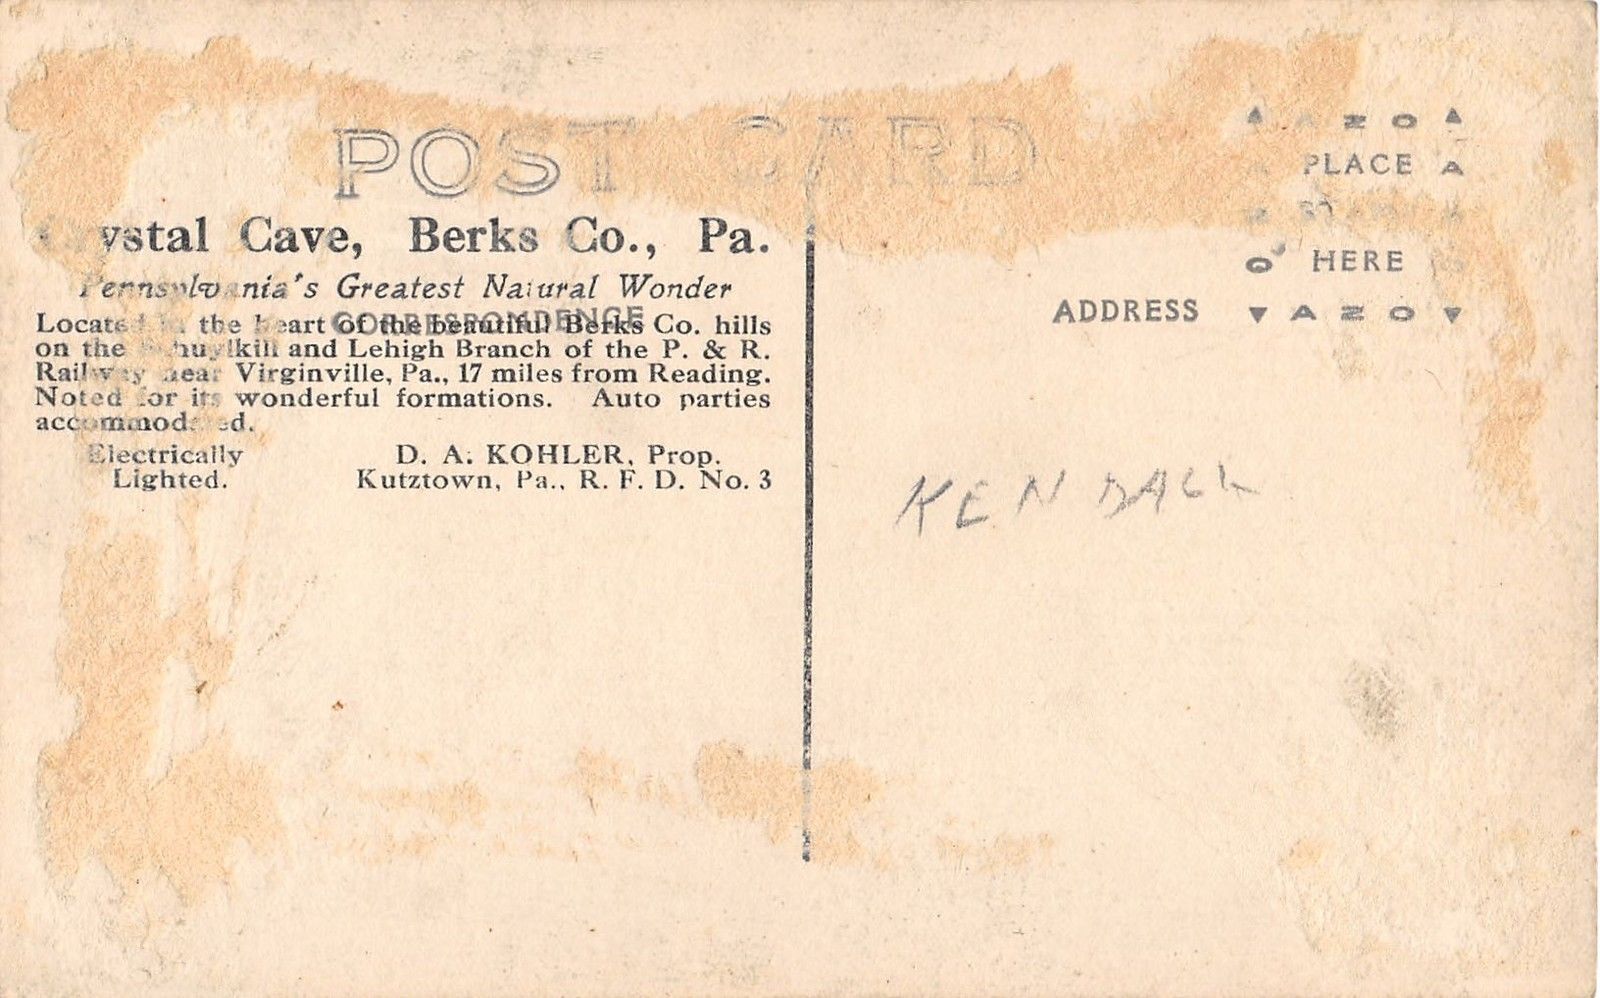 POST CARD
Crystal Cave, Berks Co., Pa.
Pennsylvania's Greatest Natural Wonder
CORRESPONDENCE
Located in the heart of the beautiful Berks Co. hills
on the Schuylkill and Lehigh Branch of the P. & R.
Railway near Virginville, Pa., 17 miles from Reading.
Noted for its wonderful formations. Auto parties
accommodated.
Electrically
Lighted.
D. A. KOHLER, Prop.
Kutztown, Pa., R. F. D. No. 3
AZO
PLACE
STAMP
HERE
AZO
ADDRESS
KEN